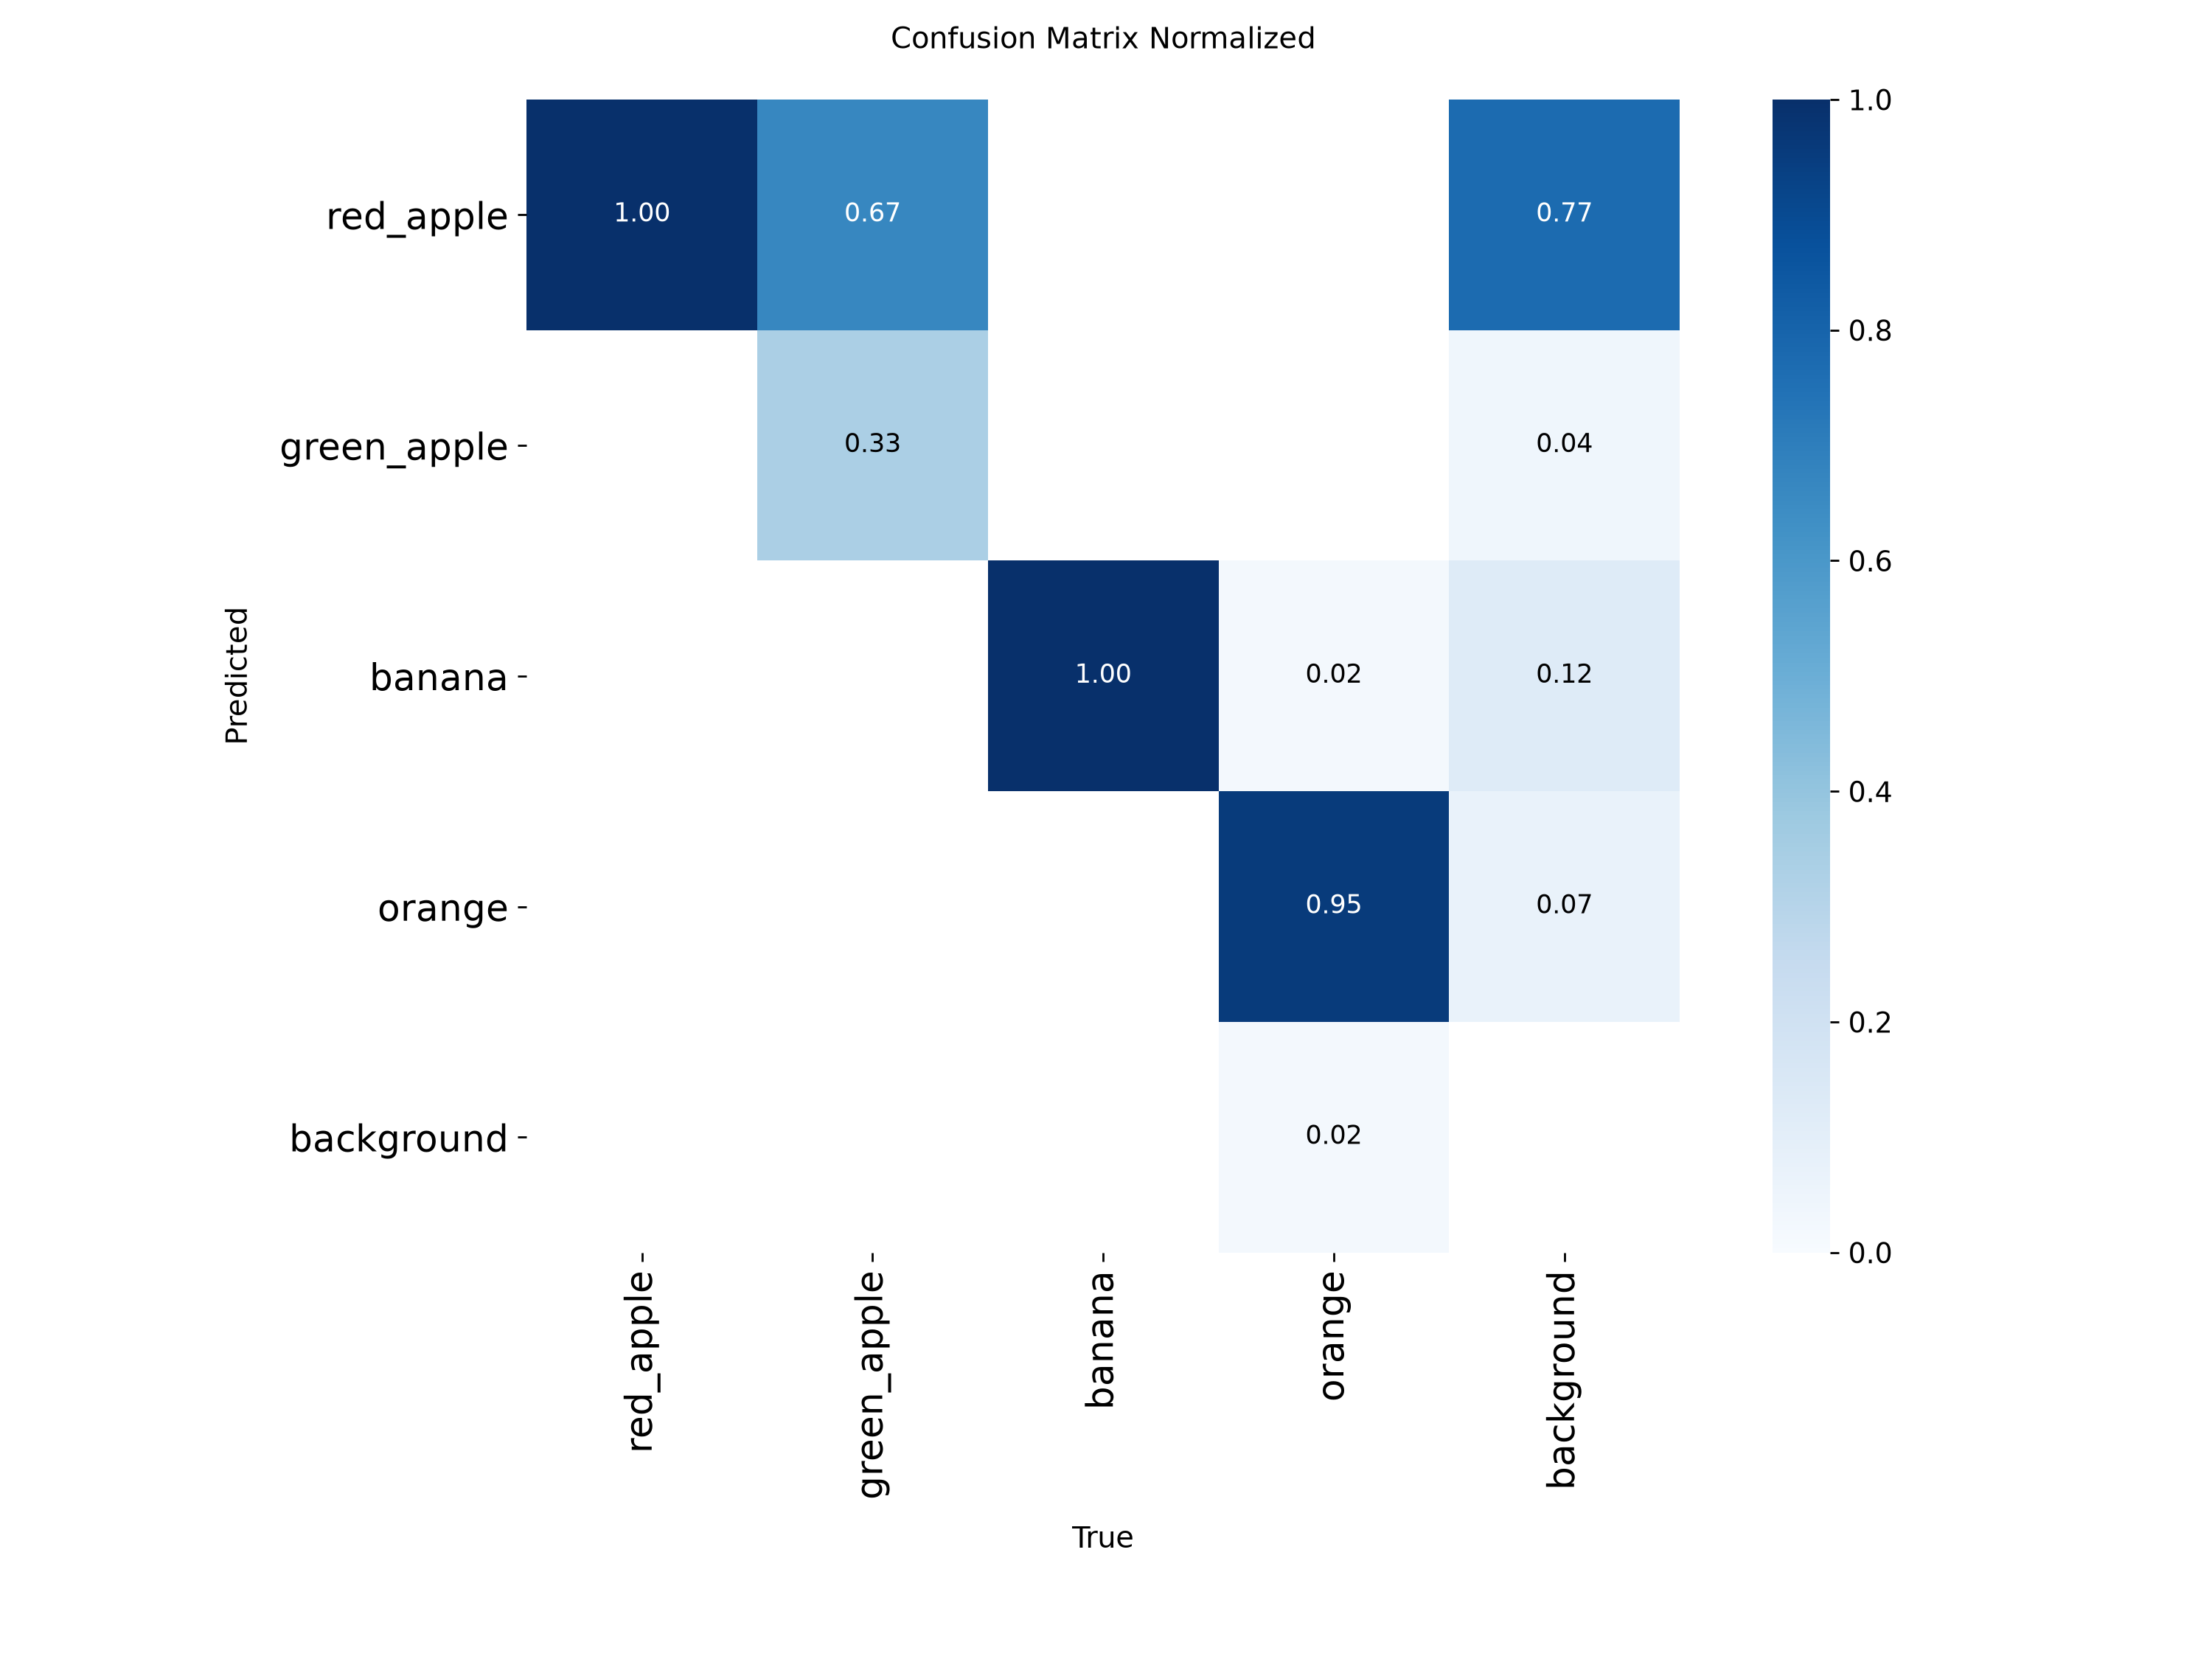 Confusion Matrix Normalized
red_apple
1.00
0.67
0.77
1.0
0.8
green_apple
0.33
0.04
0.6
Predicted
banana
1.00
0.02
0.12
0.4
orange
0.95
0.07
0.2
background
0.02
0.0
red_apple
green_apple
banana
orange
background
True